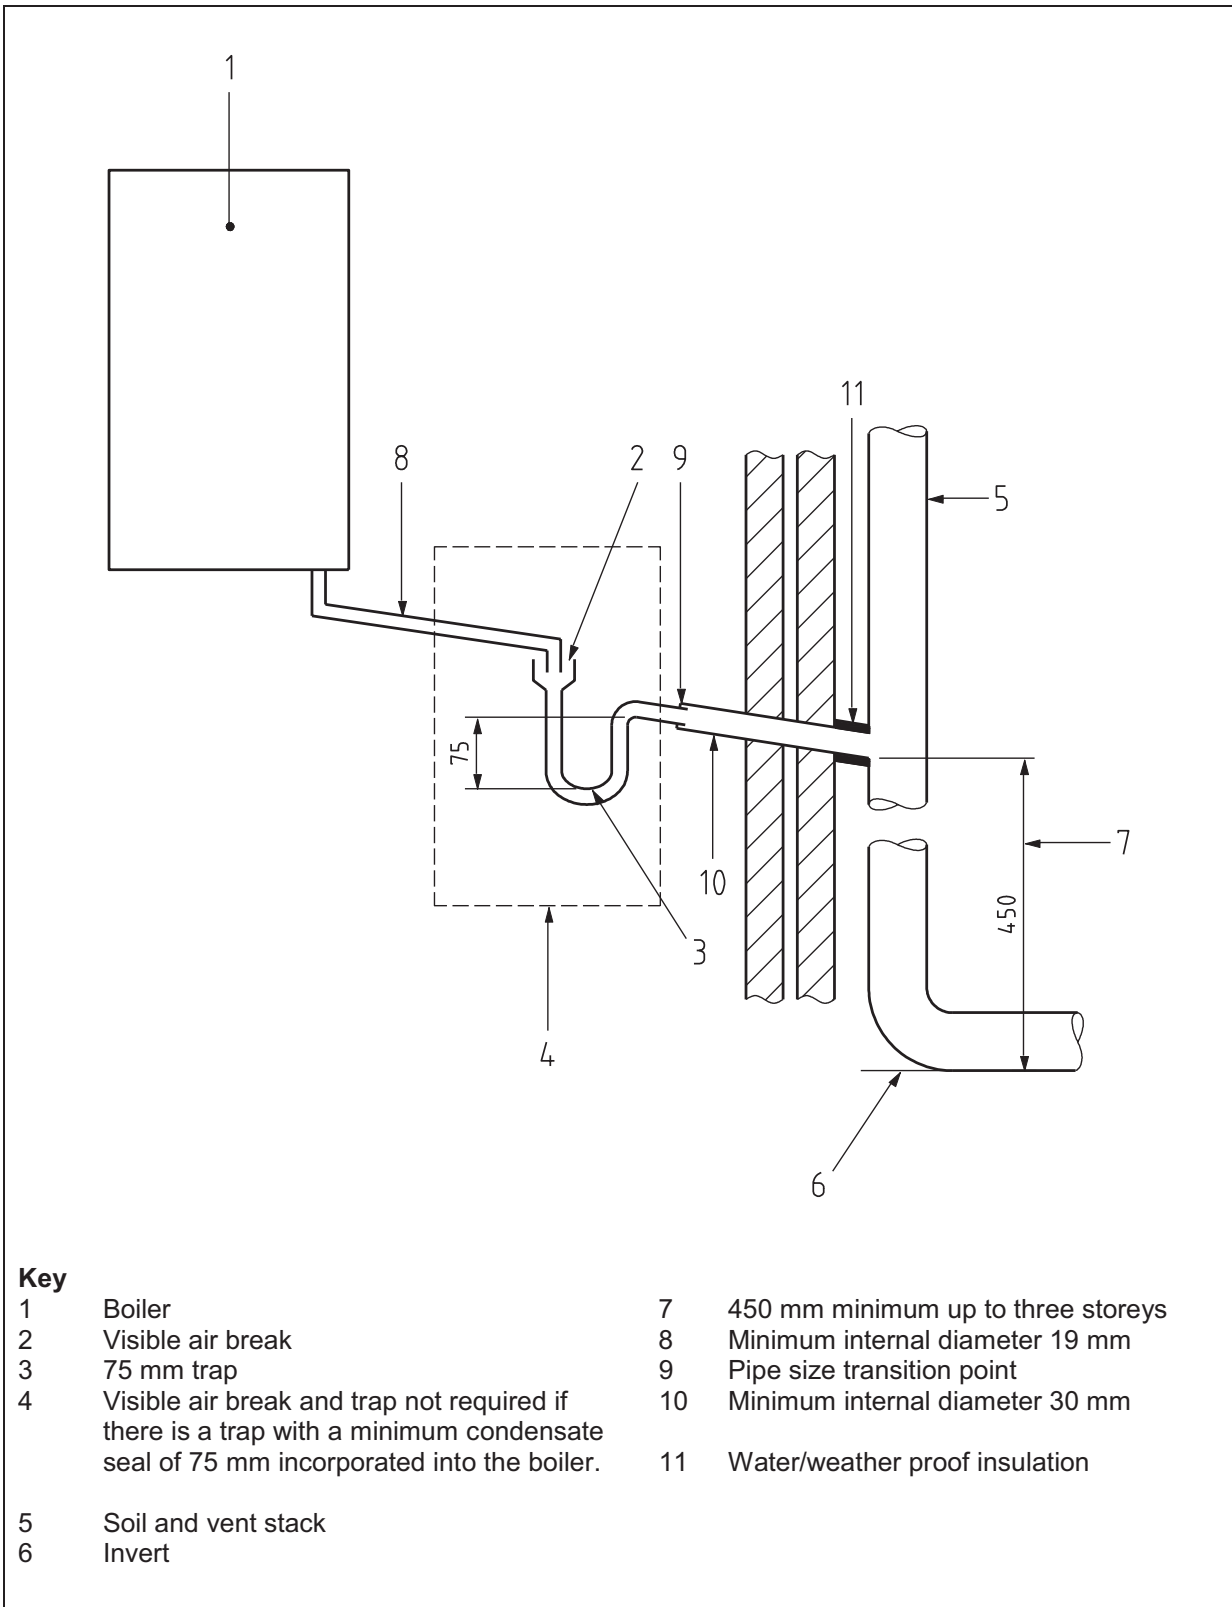 1
11
8
2
9
5
75
7
10
450
3
4
6
Key
1 Boiler
2 Visible air break
3 75 mm trap
4 Visible air break and trap not required if
there is a trap with a minimum condensate
seal of 75 mm incorporated into the boiler.
5 Soil and vent stack
6 Invert
7 450 mm minimum up to three storeys
8 Minimum internal diameter 19 mm
9 Pipe size transition point
10 Minimum internal diameter 30 mm
11 Water/weather proof insulation